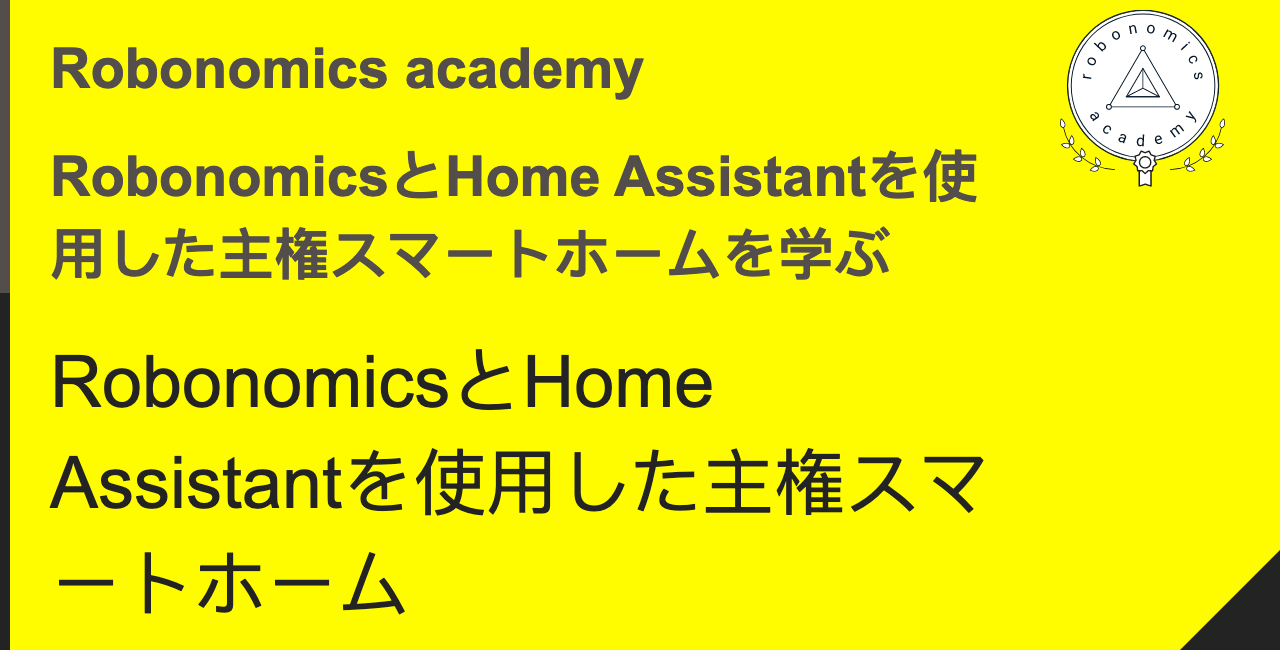 Robonomics academy
RobonomicsとHome Assistantを使
用した主権スマートホームを学ぶ
RobonomicsとHome
Assistantを使用した主権スマ
ートホーム
robonomics
academy